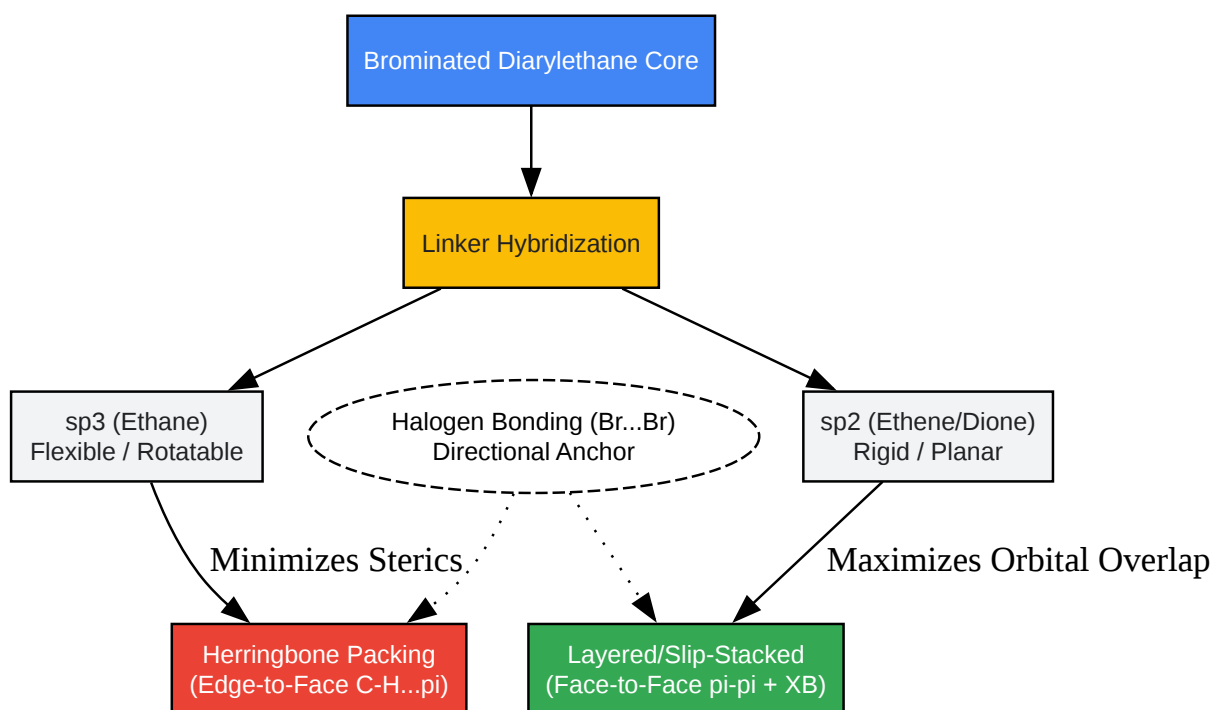 Brominated Diarylethane Core
Linker Hybridization
sp3 (Ethane)
Flexible / Rotatable
Halogen Bonding (Br...Br)
Directional Anchor
sp2 (Ethene/Dione)
Rigid / Planar
Minimizes Sterics
Maximizes Orbital Overlap
Herringbone Packing
(Edge-to-Face C-H...pi)
Layered/Slip-Stacked
(Face-to-Face pi-pi + XB)